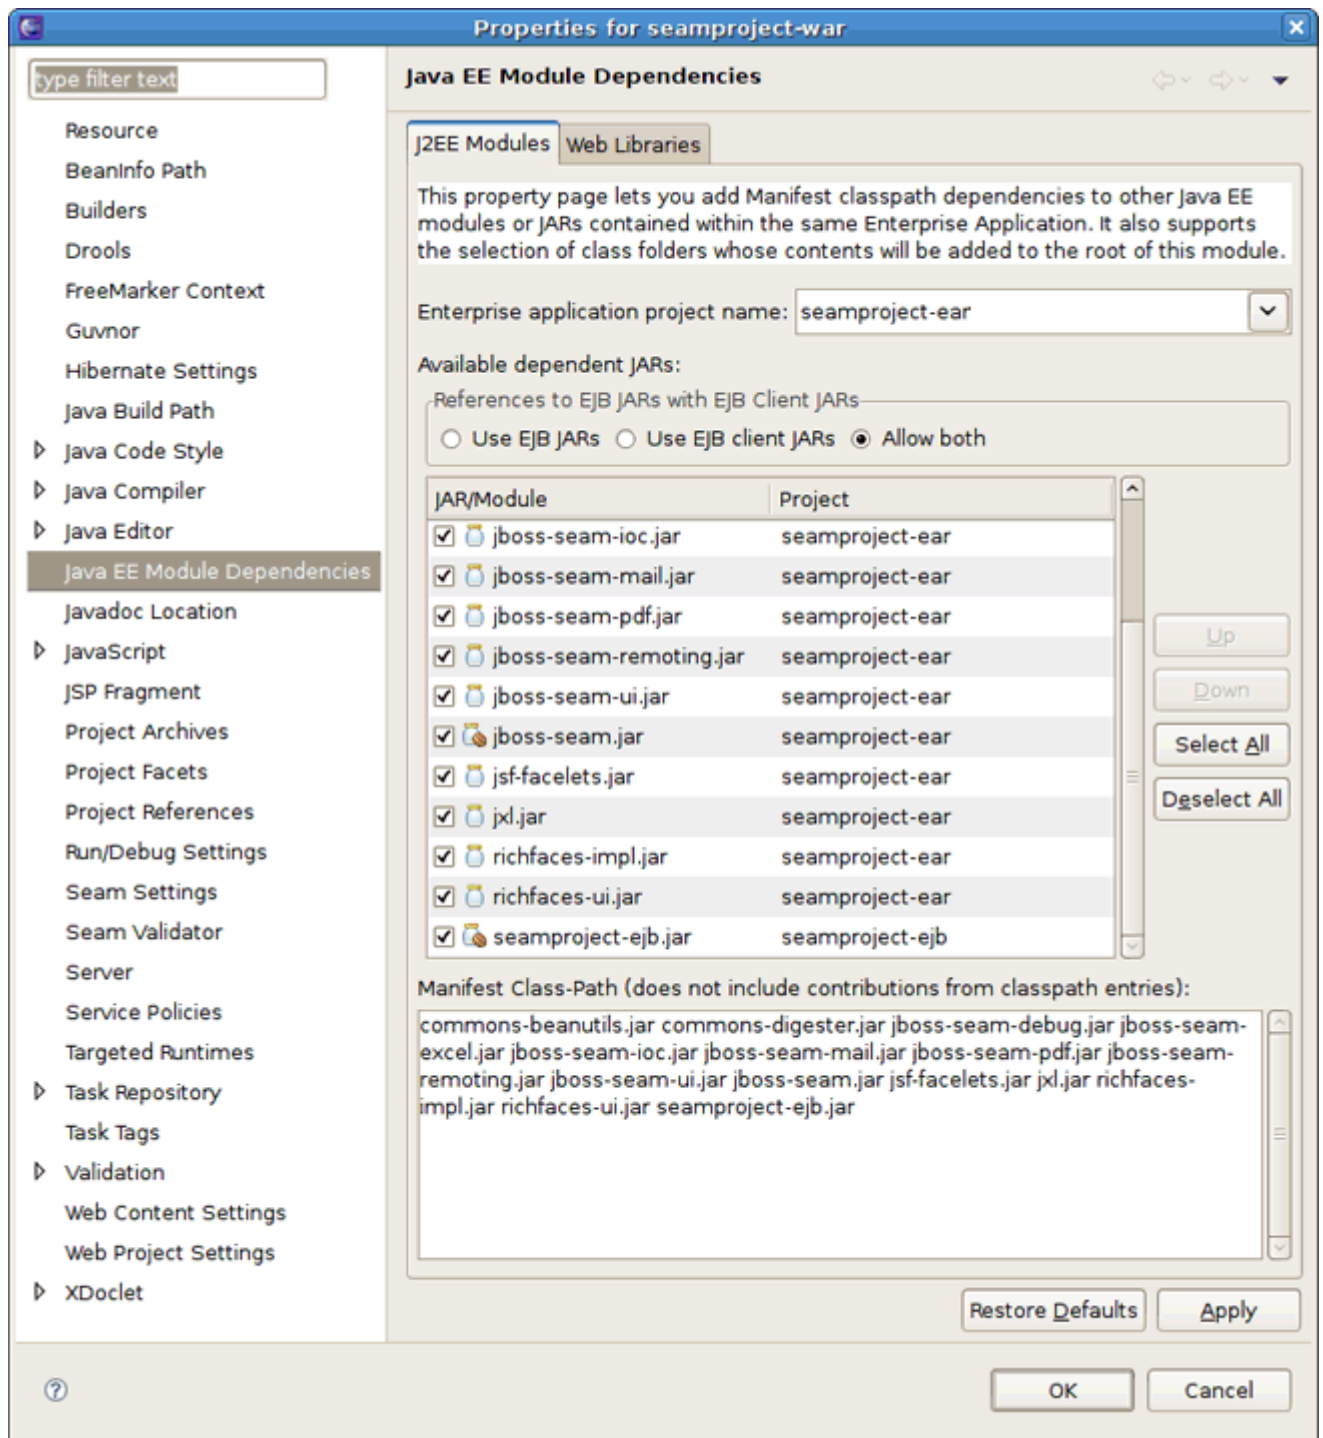 Properties for seamproject-war
type filter text
Resource
BeanInfo Path
Builders
Drools
FreeMarker Context
Guvnor
Hibernate Settings
Java Build Path
Java Code Style
Java Compiler
Java Editor
Java EE Module Dependencies
Javadoc Location
JavaScript
JSP Fragment
Project Archives
Project Facets
Project References
Run/Debug Settings
Seam Settings
Seam Validator
Server
Service Policies
Targeted Runtimes
Task Repository
Task Tags
Validation
Web Content Settings
Web Project Settings
XDoclet
Java EE Module Dependencies
J2EE Modules Web Libraries
This property page lets you add Manifest classpath dependencies to other Java EE
modules or JARs contained within the same Enterprise Application. It also supports
the selection of class folders whose contents will be added to the root of this module.
Enterprise application project name: seamproject-ear
Available dependent JARs:
References to EJB JARs with EJB Client JARs
Use EJB JARs Use EJB client JARs Allow both
JAR/Module Project
jboss-seam-ioc.jar seamproject-ear
jboss-seam-mail.jar seamproject-ear
jboss-seam-pdf.jar seamproject-ear
jboss-seam-remoting.jar seamproject-ear
jboss-seam-ui.jar seamproject-ear
jboss-seam.jar seamproject-ear
jsf-facelets.jar seamproject-ear
jxl.jar seamproject-ear
richfaces-impl.jar seamproject-ear
richfaces-ui.jar seamproject-ear
seamproject-ejb.jar seamproject-ejb
Up
Down
Select All
Deselect All
Manifest Class-Path (does not include contributions from classpath entries):
commons-beanutils.jar commons-digester.jar jboss-seam-debug.jar jboss-seam-
excel.jar jboss-seam-ioc.jar jboss-seam-mail.jar jboss-seam-pdf.jar jboss-seam-
remoting.jar jboss-seam-ui.jar jboss-seam.jar jsf-facelets.jar jxl.jar richfaces-
impl.jar richfaces-ui.jar seamproject-ejb.jar
Restore Defaults Apply
? OK Cancel